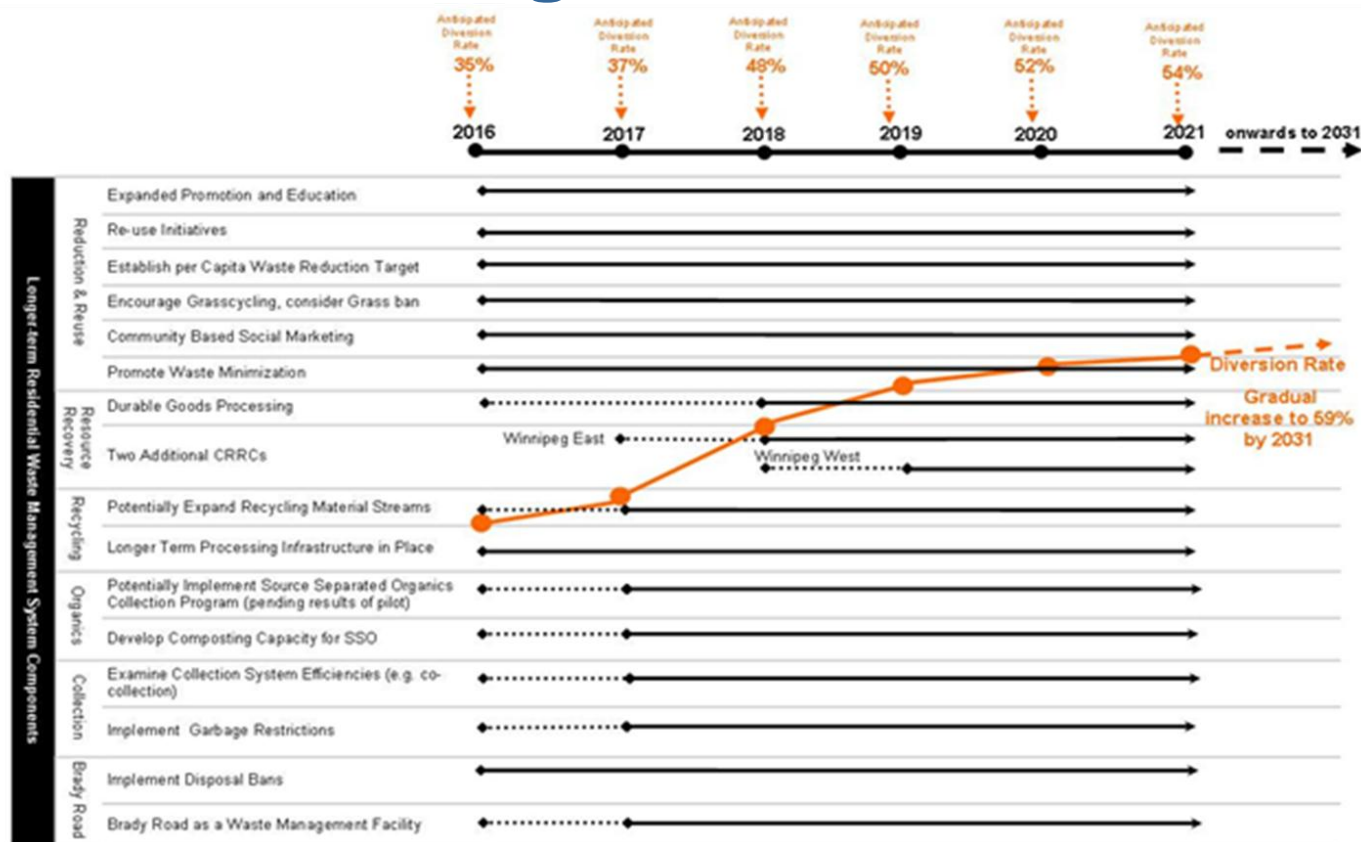 Anticipated
Diversion
Rate
35%
Anticipated
Diversion
Rate
37%
Anticipated
Diversion
Rate
48%
Anticipated
Diversion
Rate
50%
Anticipated
Diversion
Rate
52%
Anticipated
Diversion
Rate
54%
2016
2017
2018
2019
2020
2021
onwards to 2031
Longer-term Residential Waste Management System Components
Reduction & Reuse
Expanded Promotion and Education
Re-use Initiatives
Establish per Capita Waste Reduction Target
Encourage Grasscycling, consider Grass ban
Community Based Social Marketing
Promote Waste Minimization
Diversion Rate
Gradual
increase to 59%
by 2031
Resource
Recovery
Durable Goods Processing
Two Additional CRRCs
Winnipeg East
Winnipeg West
Recycling
Potentially Expand Recycling Material Streams
Longer Term Processing Infrastructure in Place
Organics
Potentially Implement Source Separated Organics
Collection Program (pending results of pilot)
Develop Composting Capacity for SSO
Collection
Examine Collection System Efficiencies (e.g. co-
collection)
Implement Garbage Restrictions
Brady Road
Implement Disposal Bans
Brady Road as a Waste Management Facility